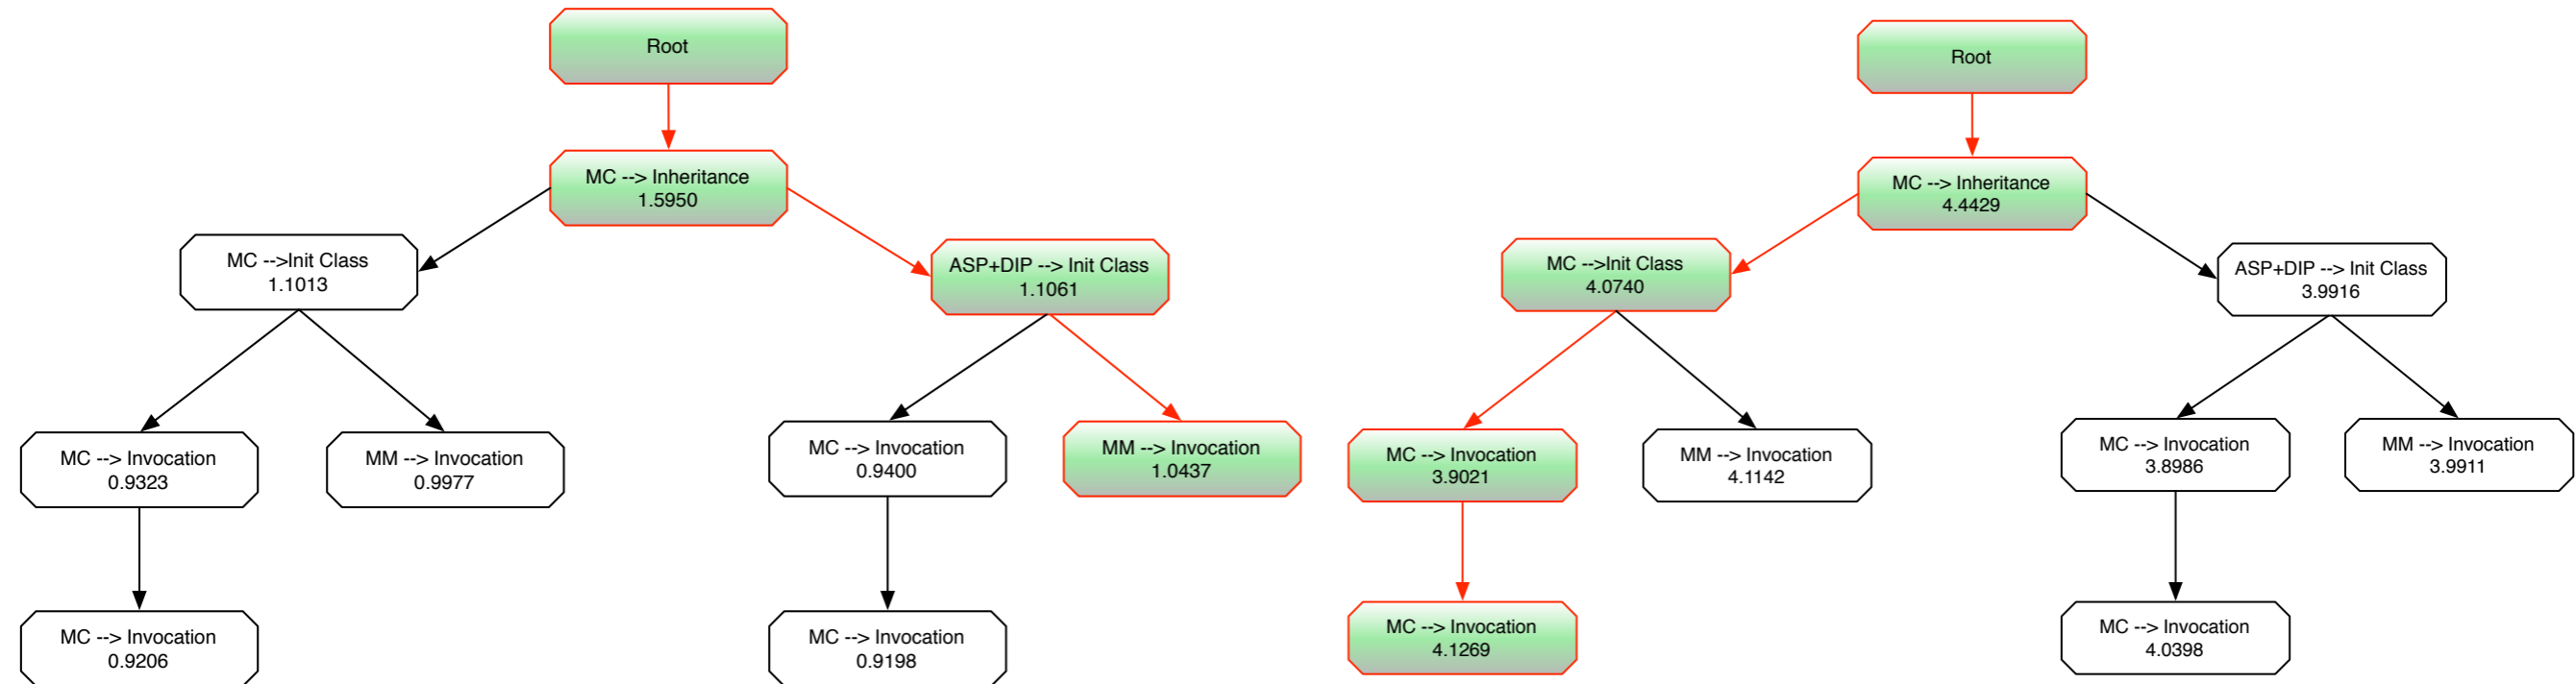 Root
MC --> Inheritance
1.5950
MC -->Init Class
1.1013
ASP+DIP --> Init Class
1.1061
MC --> Invocation
0.9323
MM --> Invocation
0.9977
MC --> Invocation
0.9400
MM --> Invocation
1.0437
MC --> Invocation
0.9206
MC --> Invocation
0.9198
Root
MC --> Inheritance
4.4429
MC -->Init Class
4.0740
ASP+DIP --> Init Class
3.9916
MC --> Invocation
3.9021
MM --> Invocation
4.1142
MC --> Invocation
3.8986
MM --> Invocation
3.9911
MC --> Invocation
4.1269
MC --> Invocation
4.0398